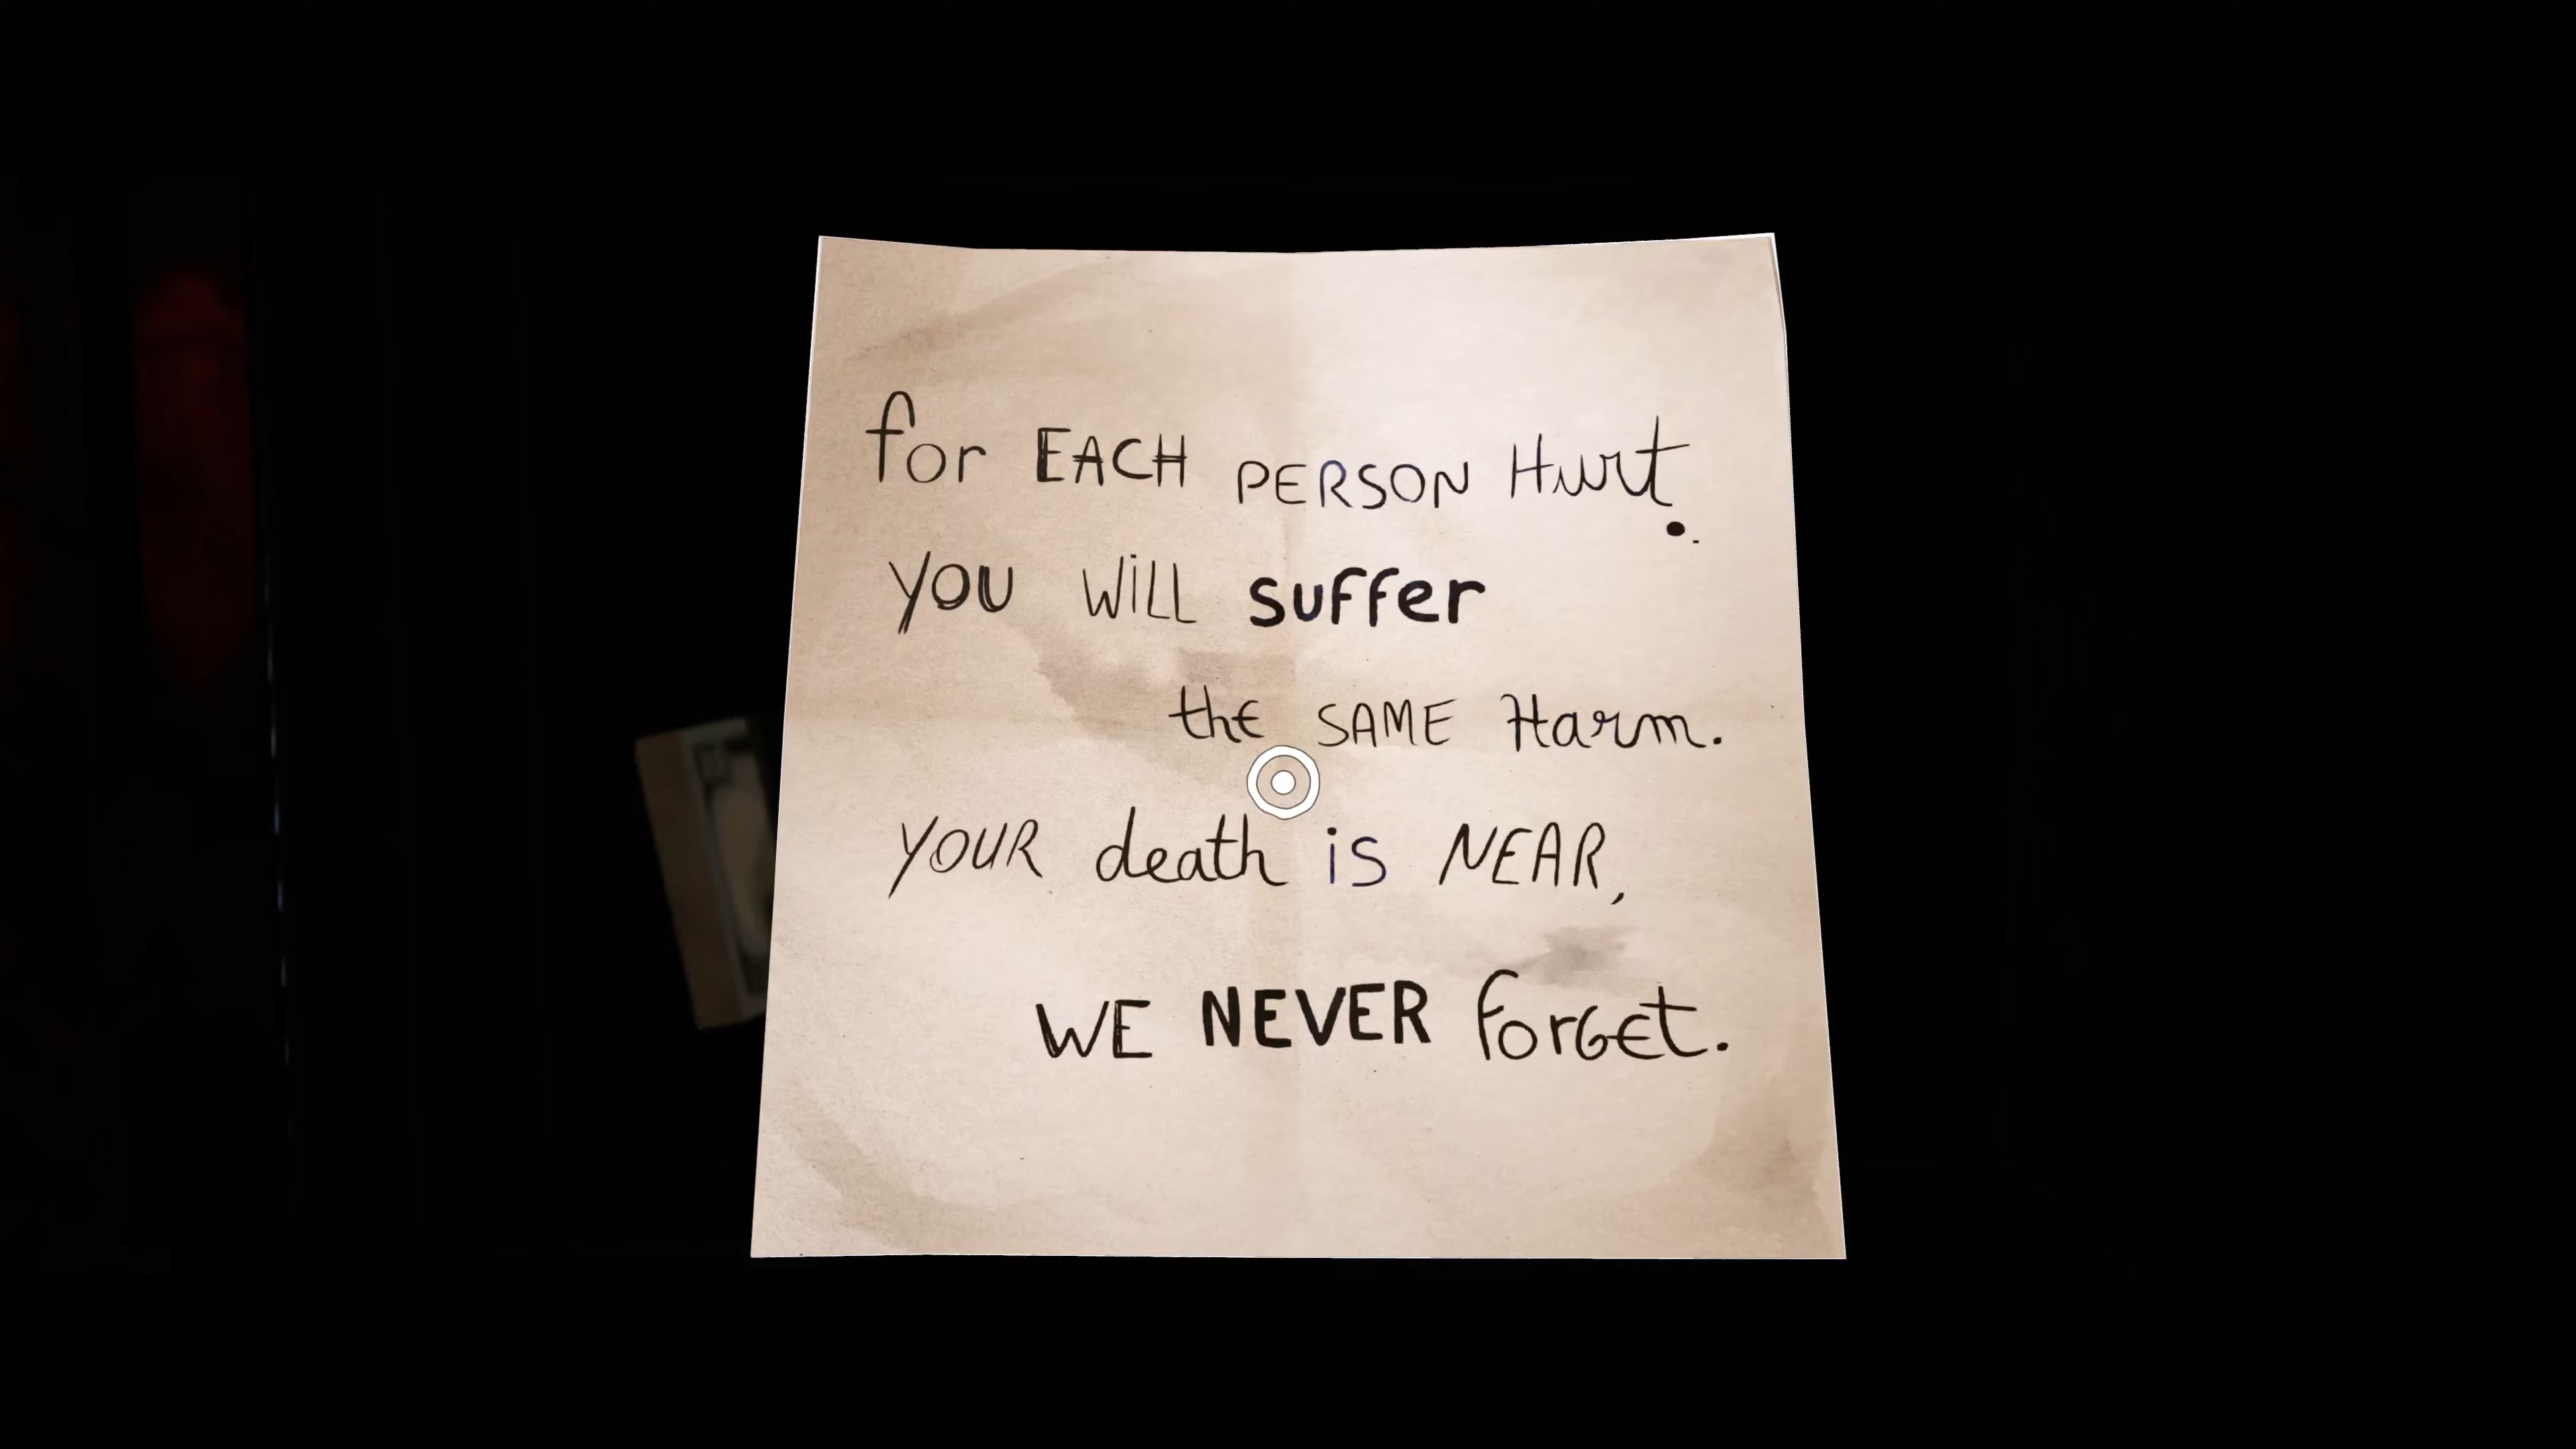 for EACH PERSON Hurt.
YOU WiLL suffer
the SAME Harm.
YOUR death is NEAR,
WE NEVER forGEt.